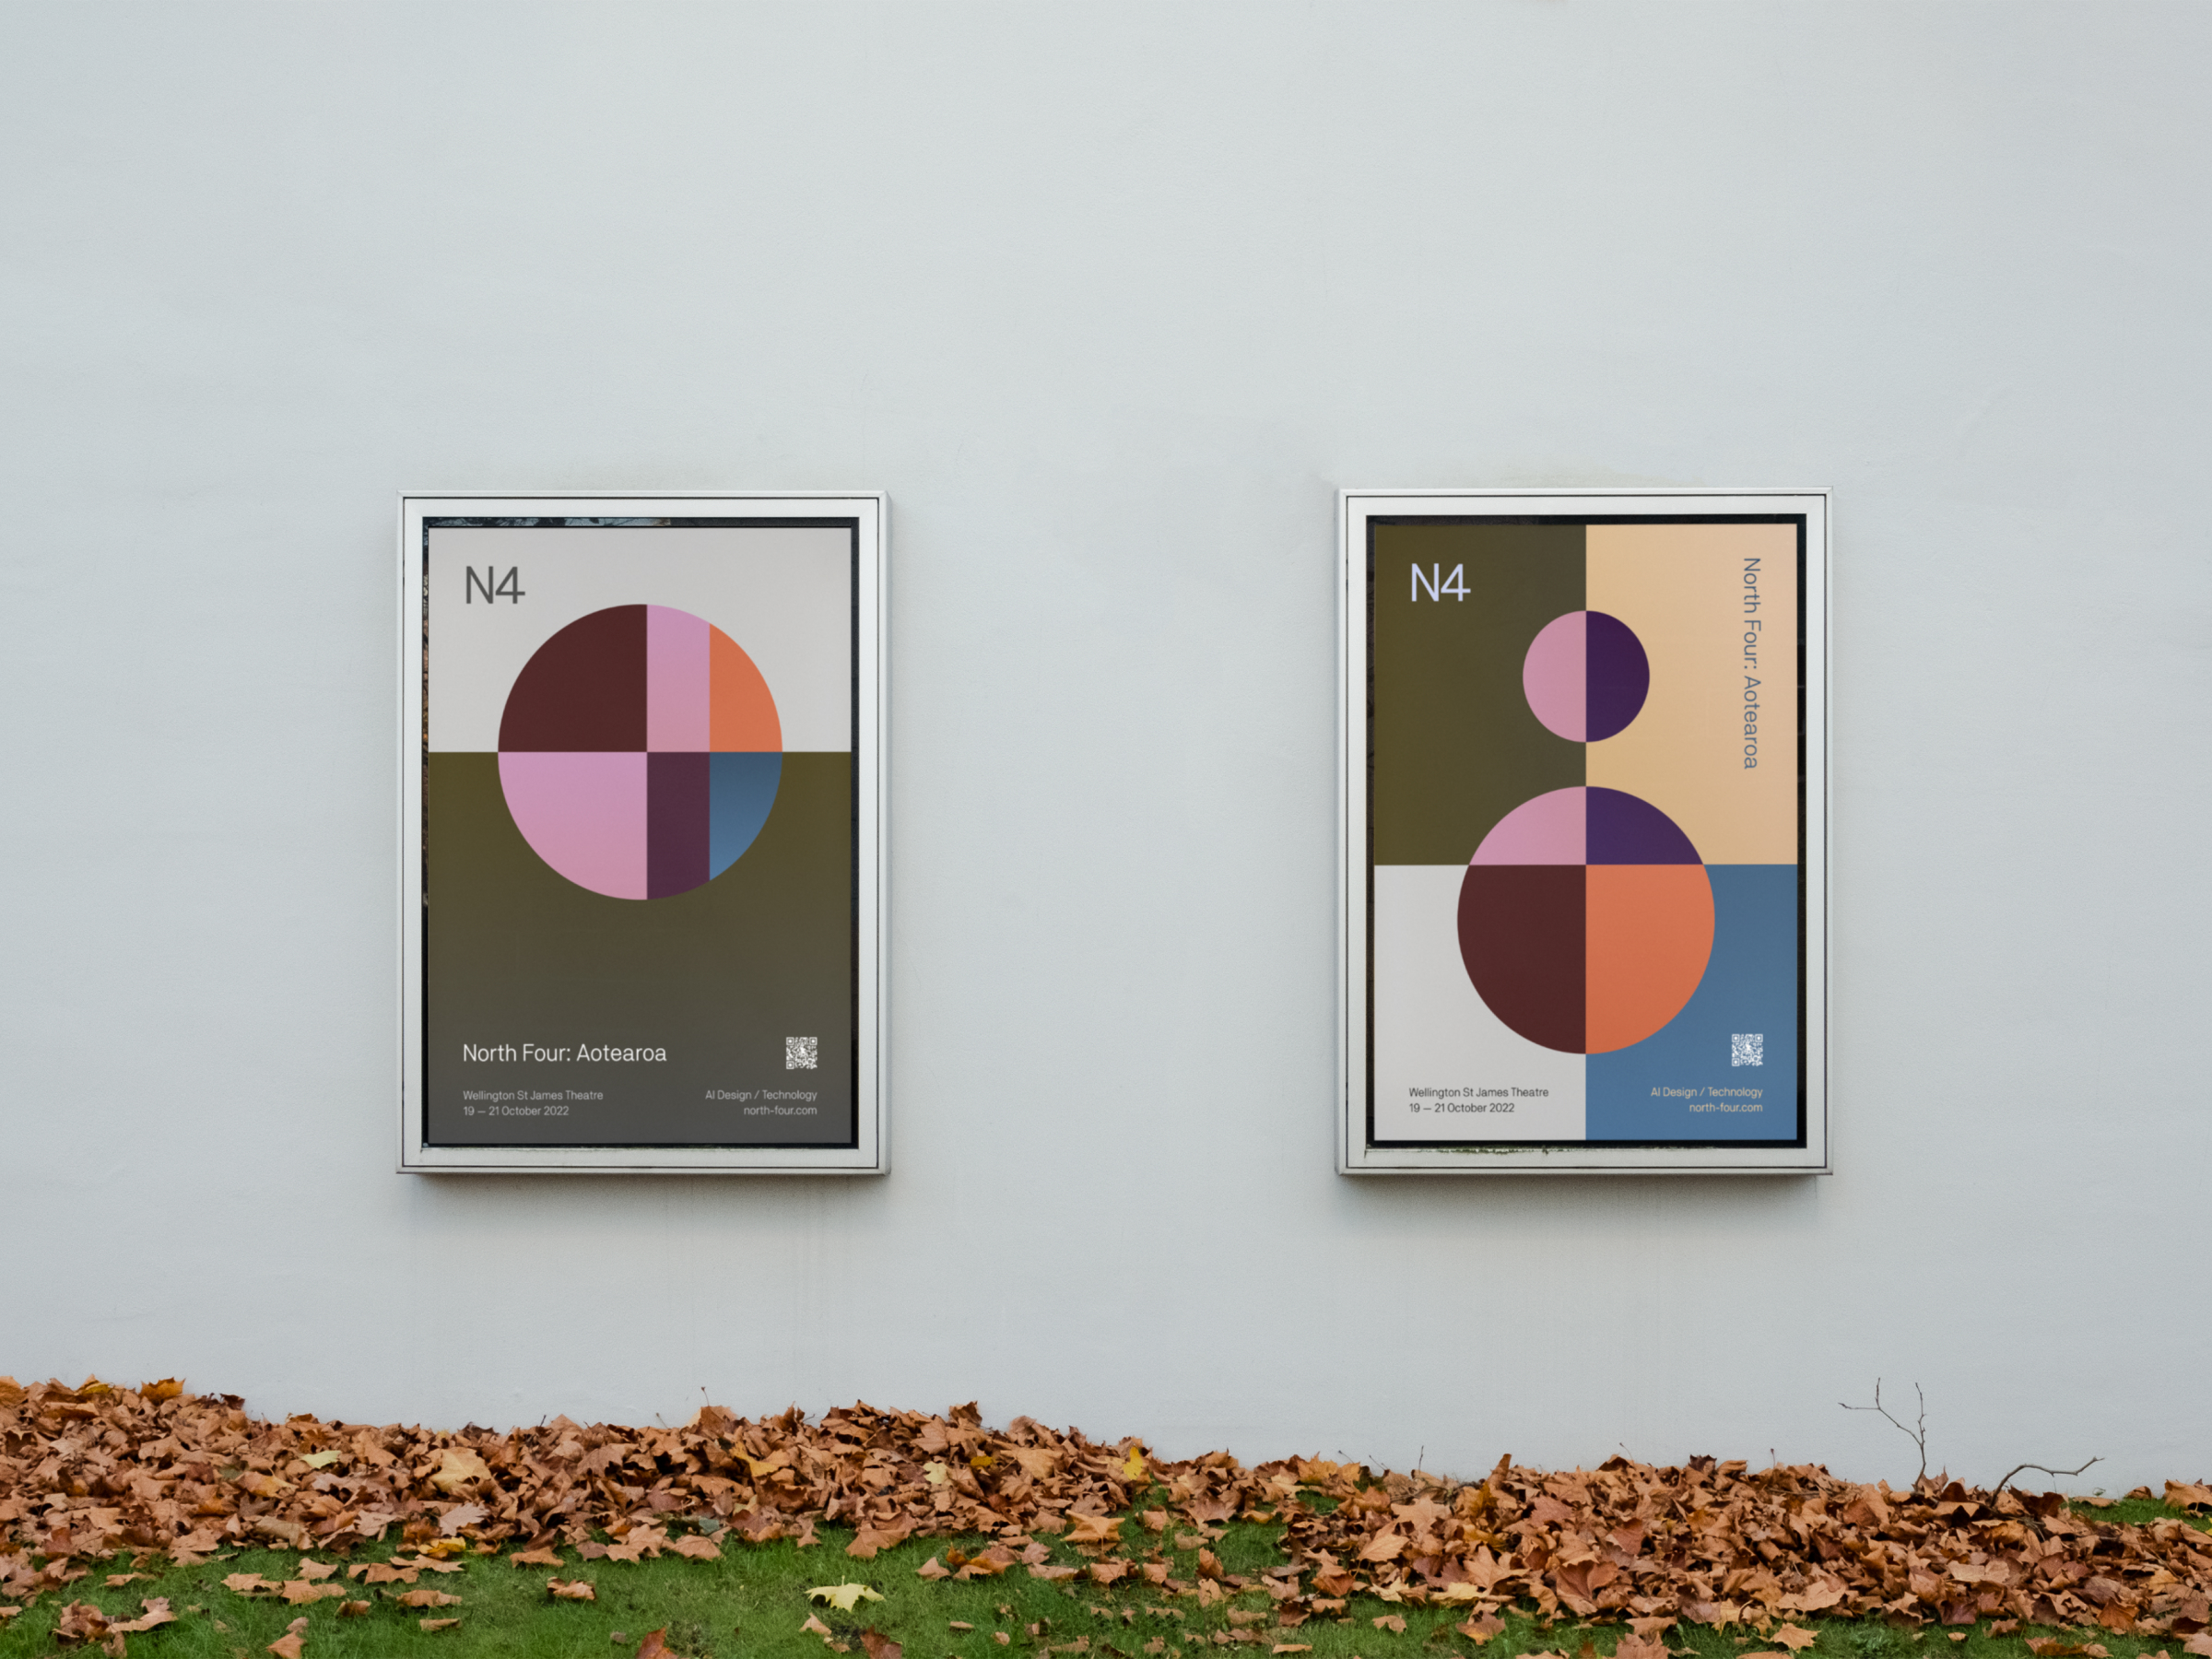 N4
North Four: Aotearoa
Wellington St James Theatre
19 — 21 October 2022
AI Design / Technology
north-four.com
N4
North Four: Aotearoa
Wellington St James Theatre
19 — 21 October 2022
AI Design / Technology
north-four.com